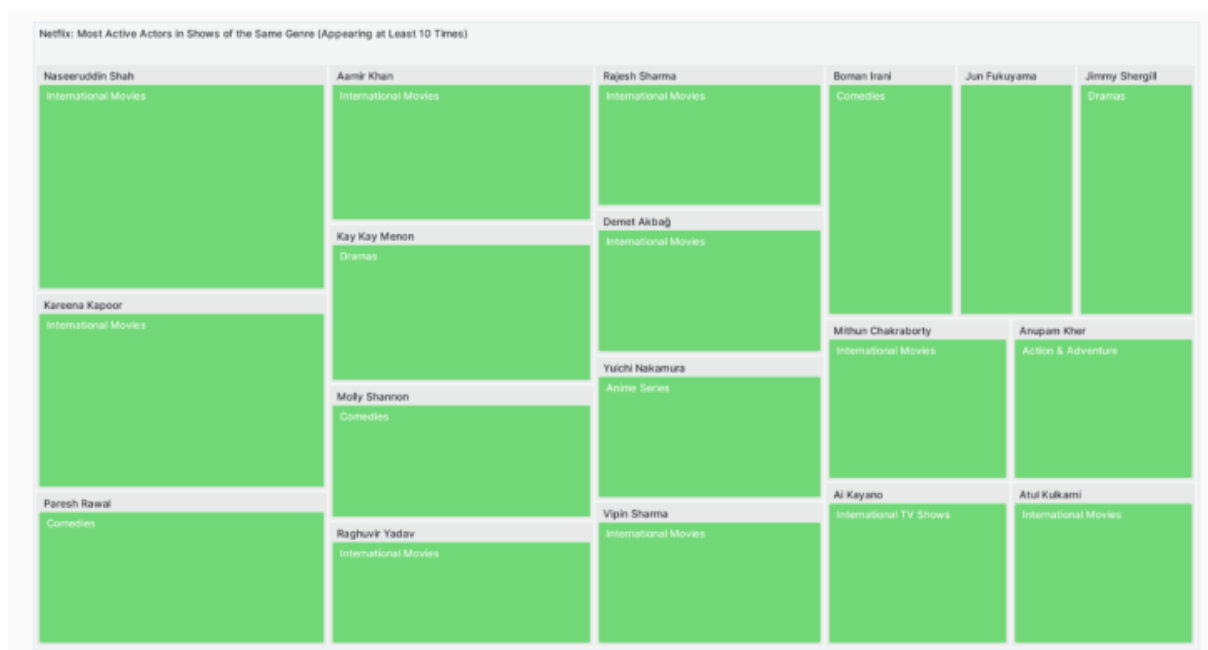 Netflix: Most Active Actors in Shows of the Same Genre (Appearing at Least 10 Times)
Naseeruddin Shah
International Movies
Kareena Kapoor
International Movies
Paresh Rawal
Comedies
Aamir Khan
International Movies
Kay Kay Menon
Dramas
Molly Shannon
Comedies
Raghuvir Yadav
International Movies
Rajesh Sharma
International Movies
Demet Akbağ
International Movies
Yuichi Nakamura
Anime Series
Vipin Sharma
International Movies
Boman Irani
Comedies
Jun Fukuyama
Jimmy Shergill
Dramas
Mithun Chakraborty
International Movies
Anupam Kher
Action & Adventure
Ai Kayano
International TV Shows
Atul Kulkarni
International Movies